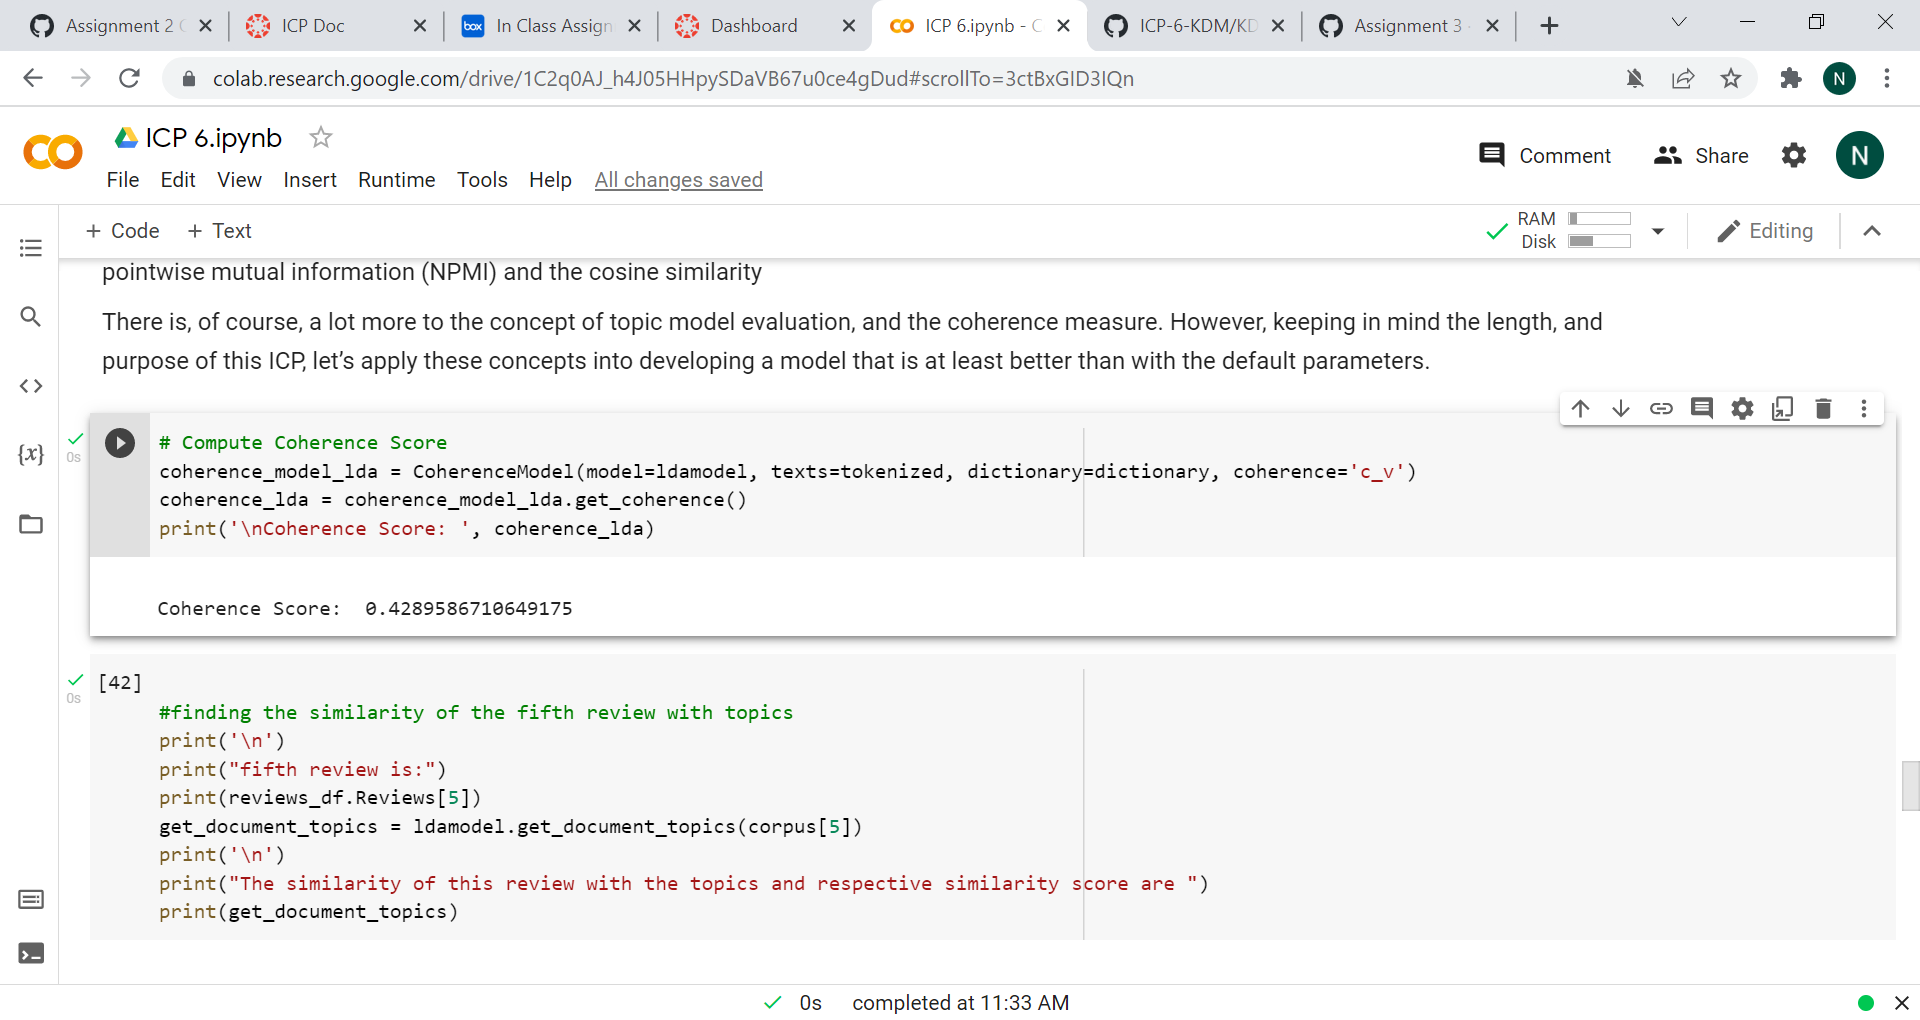 Assignment 2
ICP Doc
box
In Class Assign
Dashboard
ICP 6.ipynb - C
ICP-6-KDM/KD
Assignment 3
colab.research.google.com/drive/1C2q0AJ_h4J05HHpySDaVB67u0ce4gDud#scrollTo=3ctBxGID3IQn
N
ICP 6.ipynb
Comment
Share
N
File Edit View Insert Runtime Tools Help All changes saved
+ Code + Text
RAM
Disk
Editing
pointwise mutual information (NPMI) and the cosine similarity
There is, of course, a lot more to the concept of topic model evaluation, and the coherence measure. However, keeping in mind the length, and
purpose of this ICP, let’s apply these concepts into developing a model that is at least better than with the default parameters.
{x}
0s
# Compute Coherence Score
coherence_model_lda = CoherenceModel(model=ldamodel, texts=tokenized, dictionary=dictionary, coherence='c_v')
coherence_lda = coherence_model_lda.get_coherence()
print('\nCoherence Score: ', coherence_lda)
Coherence Score:  0.4289586710649175
0s
[42]
#finding the similarity of the fifth review with topics
print('\n')
print("fifth review is:")
print(reviews_df.Reviews[5])
get_document_topics = ldamodel.get_document_topics(corpus[5])
print('\n')
print("The similarity of this review with the topics and respective similarity score are ")
print(get_document_topics)
0s completed at 11:33 AM